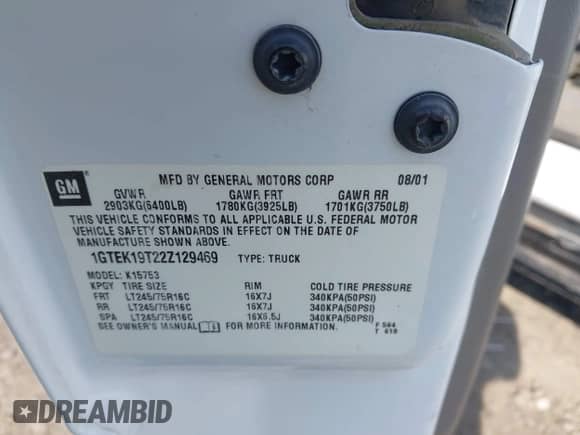 GM
MFD BY GENERAL MOTORS CORP 08/01
GVWR GAWR FRT GAWR RR
2903KG(6400LB) 1780KG(3925LB) 1701KG(3750LB)
THIS VEHICLE CONFORMS TO ALL APPLICABLE U.S. FEDERAL MOTOR
VEHICLE SAFETY STANDARDS IN EFFECT ON THE DATE OF
MANUFACTURE SHOWN ABOVE.
1GTEK19T22Z129469 TYPE: TRUCK
MODEL: K15753
KPGY TIRE SIZE RIM COLD TIRE PRESSURE
FRT LT245/75R16C 16X7J 340KPA(50PSI)
RR LT245/75R16C 16X7J 340KPA(50PSI)
SPA LT245/75R16C 16X6.5J 340KPA(50PSI)
SEE OWNER'S MANUAL FOR MORE INFORMATION.
F 544
T 619
DREAMBID